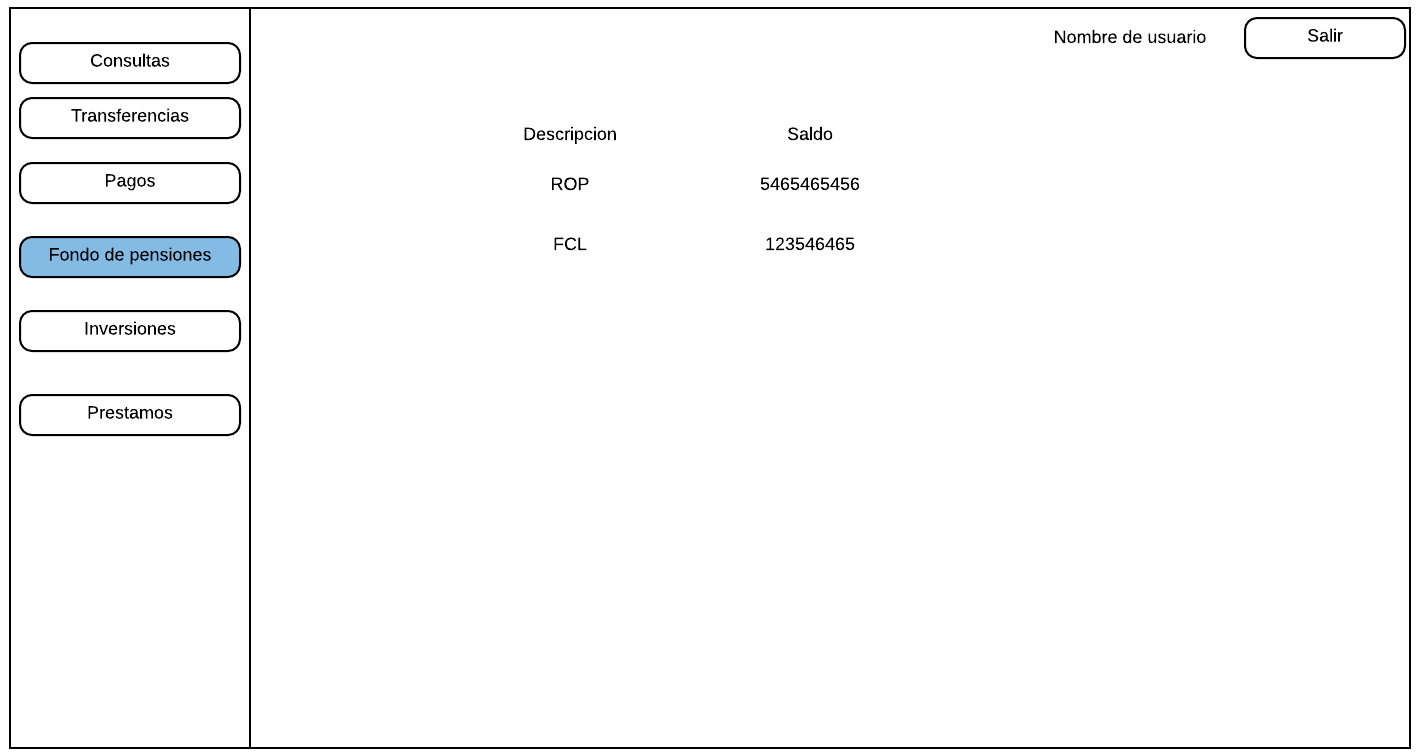 Nombre de usuario
Salir
Consultas
Transferencias
Pagos
Fondo de pensiones
Inversiones
Prestamos
Descripcion Saldo
ROP 5465465456
FCL 123546465